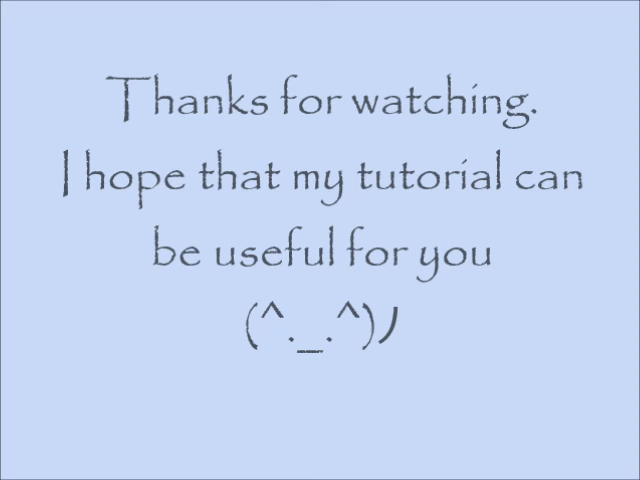 Thanks for watching.
I hope that my tutorial can
be useful for you
(^._.^)ﾉ